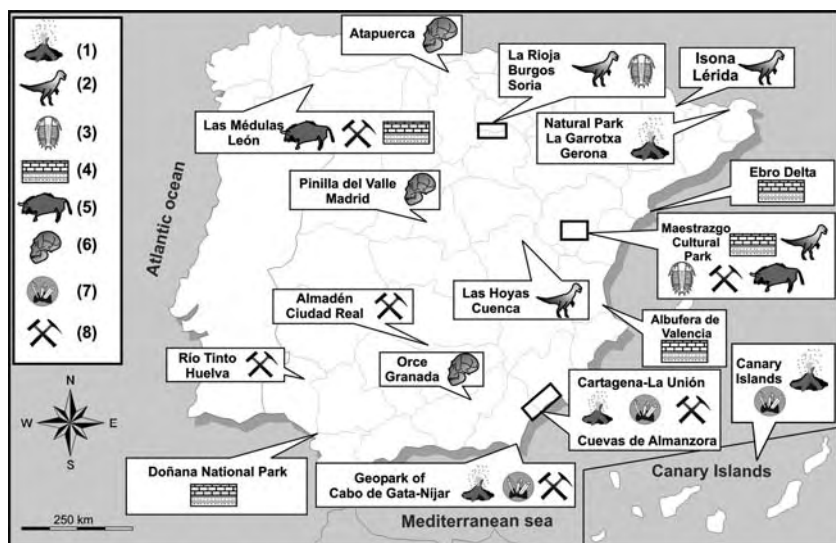 (1)
(2)
(3)
(4)
(5)
(6)
(7)
(8)
N
W E
S
250 km
Atlantic ocean
Atapuerca
La Rioja
Burgos
Soria
Isona
Lérida
Las Médulas
León
Natural Park
La Garrotxa
Gerona
Pinilla del Valle
Madrid
Ebro Delta
Maestrazgo
Cultural
Park
Las Hoyas
Cuenca
Almadén
Ciudad Real
Albufera de
Valencia
Río Tinto
Huelva
Orce
Granada
Cartagena-La Unión
Cuevas de Almanzora
Canary
Islands
Doñana National Park
Geopark of
Cabo de Gata-Níjar
Canary Islands
Mediterranean sea